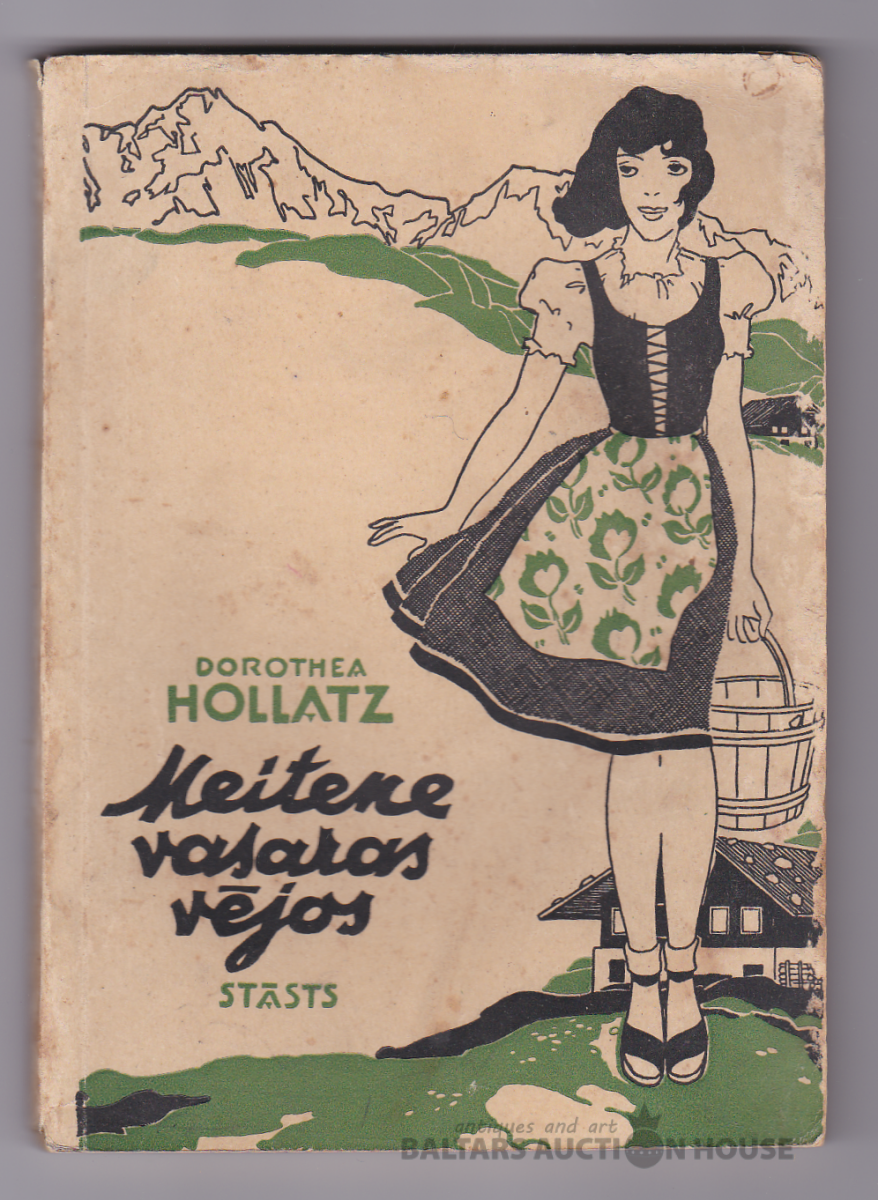 DOROTHEA
HOLLATZ
Meitene
vasaras
vējos
STĀSTS
antiques and art
BALTARS AUCTION HOUSE